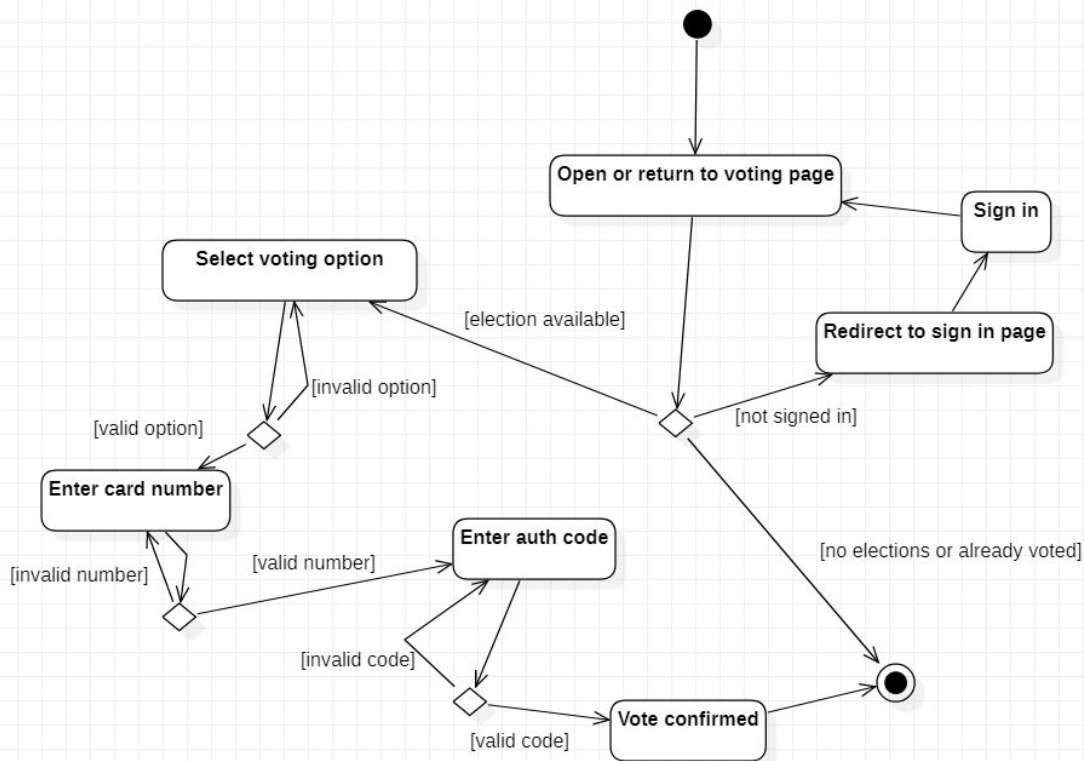 Open or return to voting page
Sign in
Select voting option
[election available]
Redirect to sign in page
[invalid option]
[not signed in]
[valid option]
Enter card number
Enter auth code
[no elections or already voted]
[valid number]
[invalid number]
[invalid code]
Vote confirmed
[valid code]